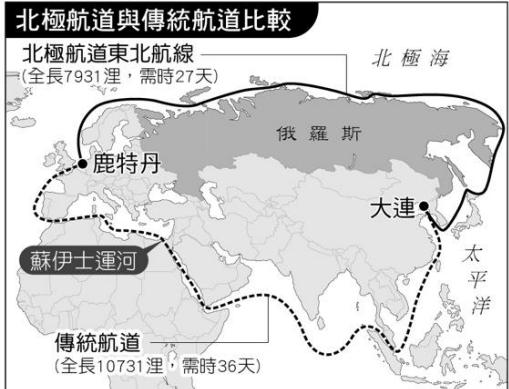 北極航道與傳統航道比較
北極航道東北航線
(全長7931浬，需時27天)
北極海
俄羅斯
鹿特丹
大連
蘇伊士運河
太平洋
傳統航道
(全長10731浬，需時36天)